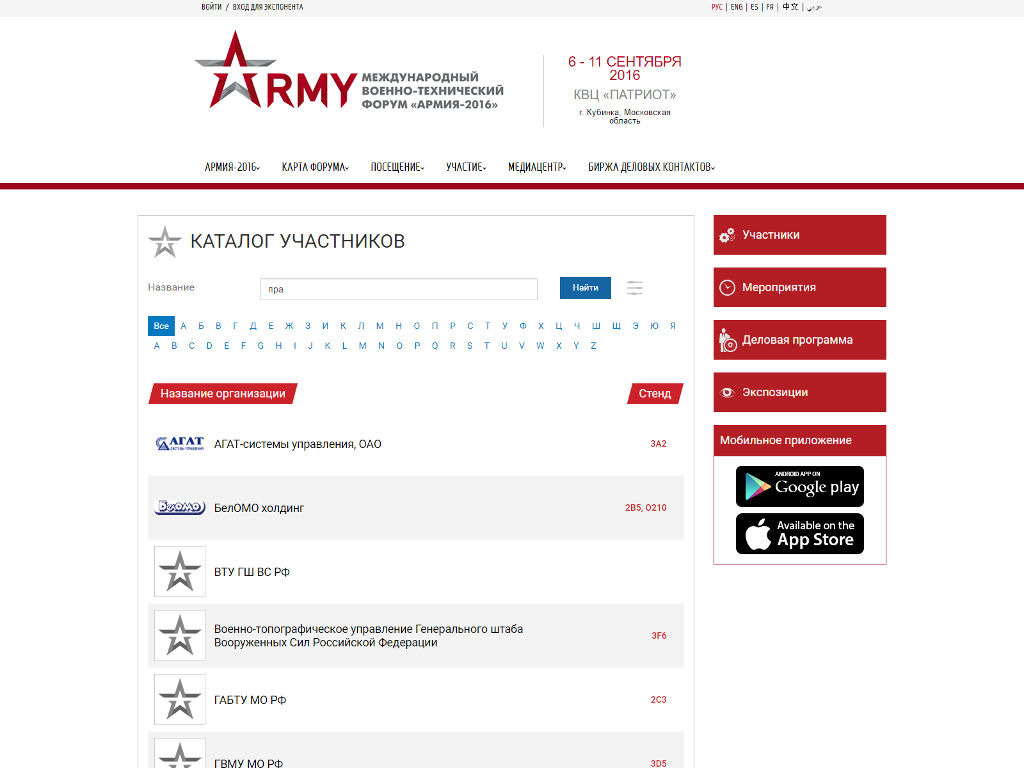 ВОЙТИ / ВХОД ДЛЯ ЭКСПОНЕНТА
РУС | ENG | ES | FR | 中文 | عربي
ARMY
МЕЖДУНАРОДНЫЙ
ВОЕННО-ТЕХНИЧЕСКИЙ
ФОРУМ «АРМИЯ-2016»
6 - 11 СЕНТЯБРЯ
2016
КВЦ «ПАТРИОТ»
г. Кубинка, Московская
область
АРМИЯ-2016 КАРТА ФОРУМА ПОСЕЩЕНИЕ УЧАСТИЕ МЕДИАЦЕНТР БИРЖА ДЕЛОВЫХ КОНТАКТОВ
КАТАЛОГ УЧАСТНИКОВ
Название
пра
Найти
Все А Б В Г Д Е Ж З И К Л М Н О П Р С Т У Ф Х Ц Ч Ш Щ Э Ю Я
A B C D E F G H I J K L M N O P Q R S T U V W X Y Z
Название организации
Стенд
АГАТ
СИСТЕМЫ УПРАВЛЕНИЯ
АГАТ-системы управления, ОАО
3A2
БелОМО
БелОМО холдинг
2B5, O210
ВТУ ГШ ВС РФ
Военно-топографическое управление Генерального штаба
Вооруженных Сил Российской Федерации
3F6
ГАБТУ МО РФ
2C3
ГВМУ МО РФ
3D5
Участники
Мероприятия
Деловая программа
Экспозиции
Мобильное приложение
ANDROID APP ON
Google play
Available on the
App Store